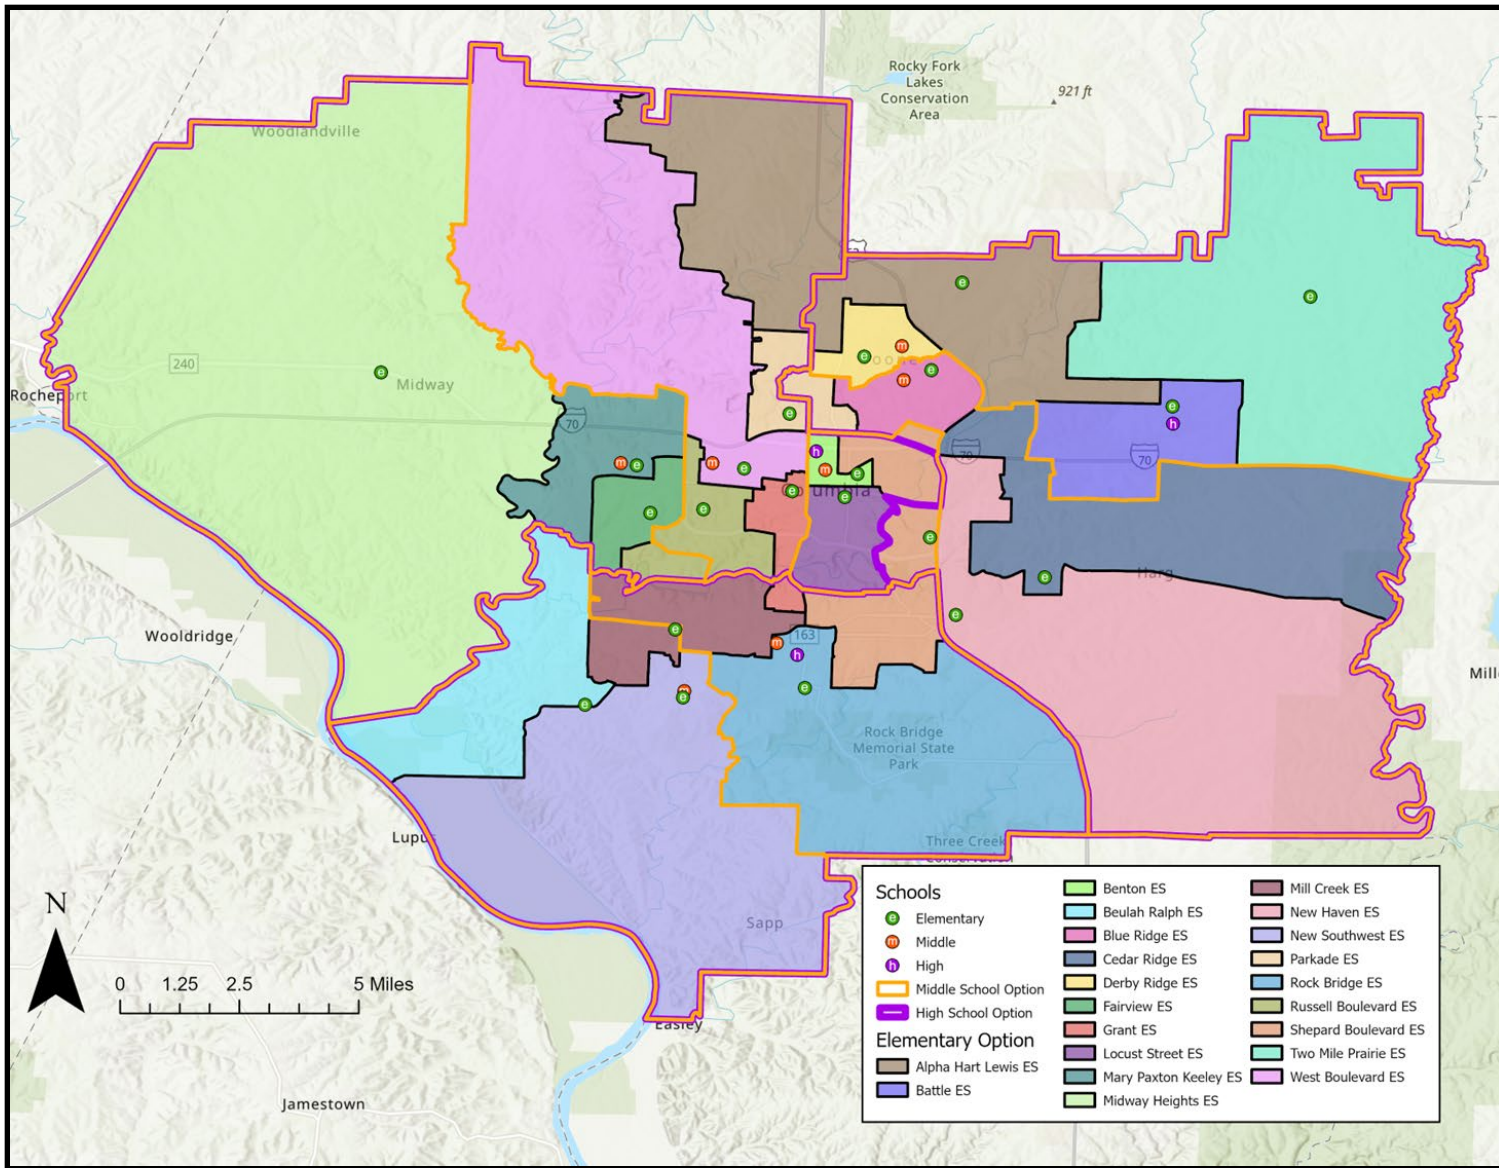 Rocky Fork
Lakes
Conservation
Area
921 ft
Woodlandville
240
Midway
Rocheport
70
Columbia
70
70
Harg
Wooldridge
163
Rock Bridge
Memorial State
Park
Three Creek
Lupus
Sapp
Easley
Jamestown
N
0 1.25 2.5 5 Miles
Schools
e Elementary
m Middle
h High
Middle School Option
High School Option
Elementary Option
Alpha Hart Lewis ES
Battle ES
Benton ES
Beulah Ralph ES
Blue Ridge ES
Cedar Ridge ES
Derby Ridge ES
Fairview ES
Grant ES
Locust Street ES
Mary Paxton Keeley ES
Midway Heights ES
Mill Creek ES
New Haven ES
New Southwest ES
Parkade ES
Rock Bridge ES
Russell Boulevard ES
Shepard Boulevard ES
Two Mile Prairie ES
West Boulevard ES